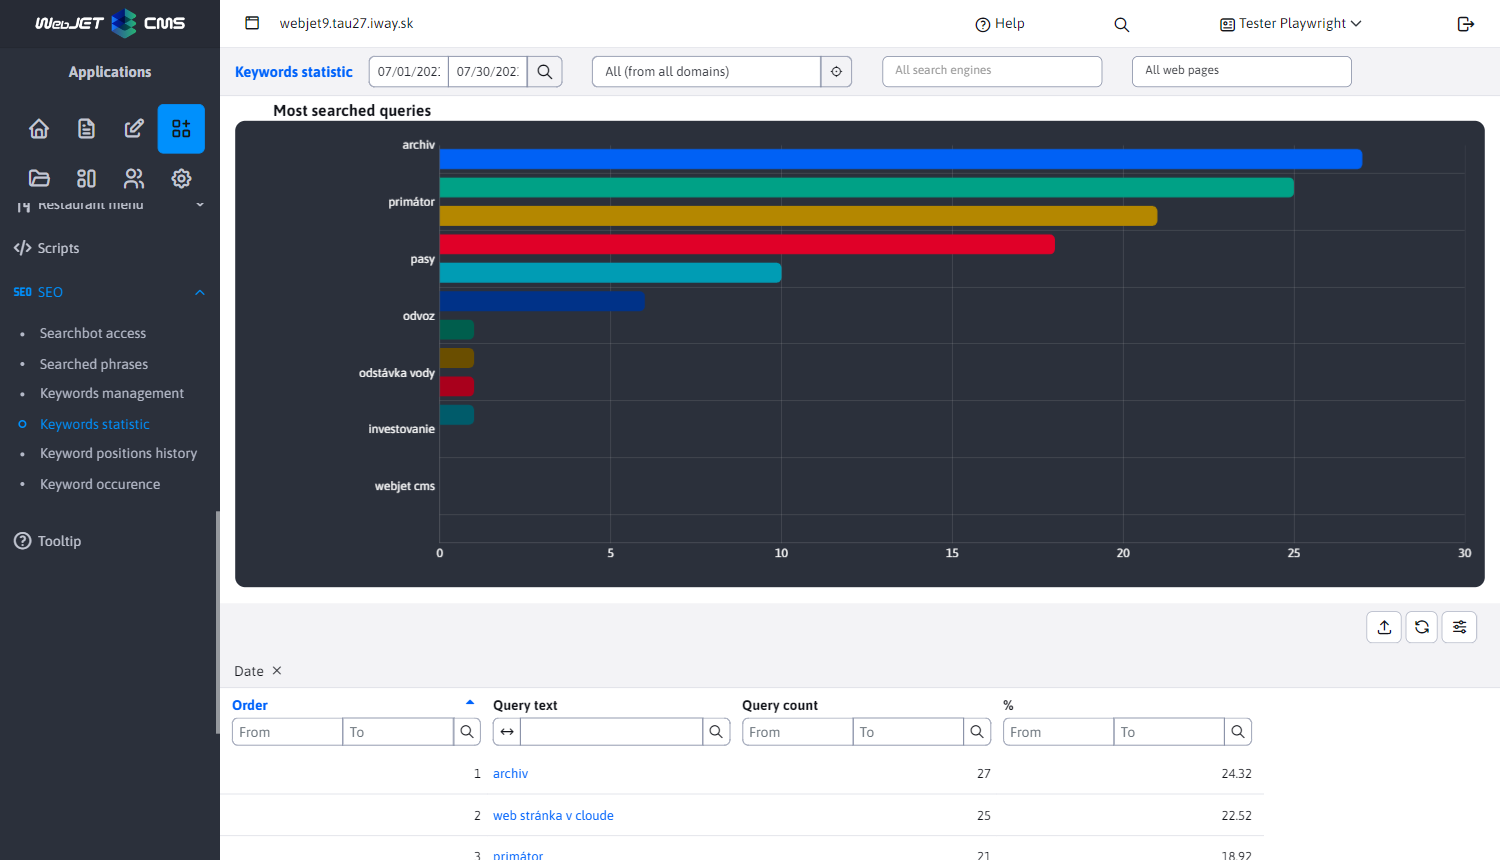 WebJET CMS
webjet9.tau27.iway.sk
Help
Tester Playwright
Applications
Keywords statistic
07/01/202
07/30/202
All (from all domains)
All search engines
All web pages
Restaurant menu
Scripts
SEO SEO
Searchbot access
Searched phrases
Keywords management
Keywords statistic
Keyword positions history
Keyword occurence
Tooltip
Most searched queries
archiv
primátor
pasy
odvoz
odstávka vody
investovanie
webjet cms
0 5 10 15 20 25 30
Date ×
Order Query text Query count %
From To From To From To
1 archiv 27 24.32
2 web stránka v cloude 25 22.52
3 primátor 21 18.92